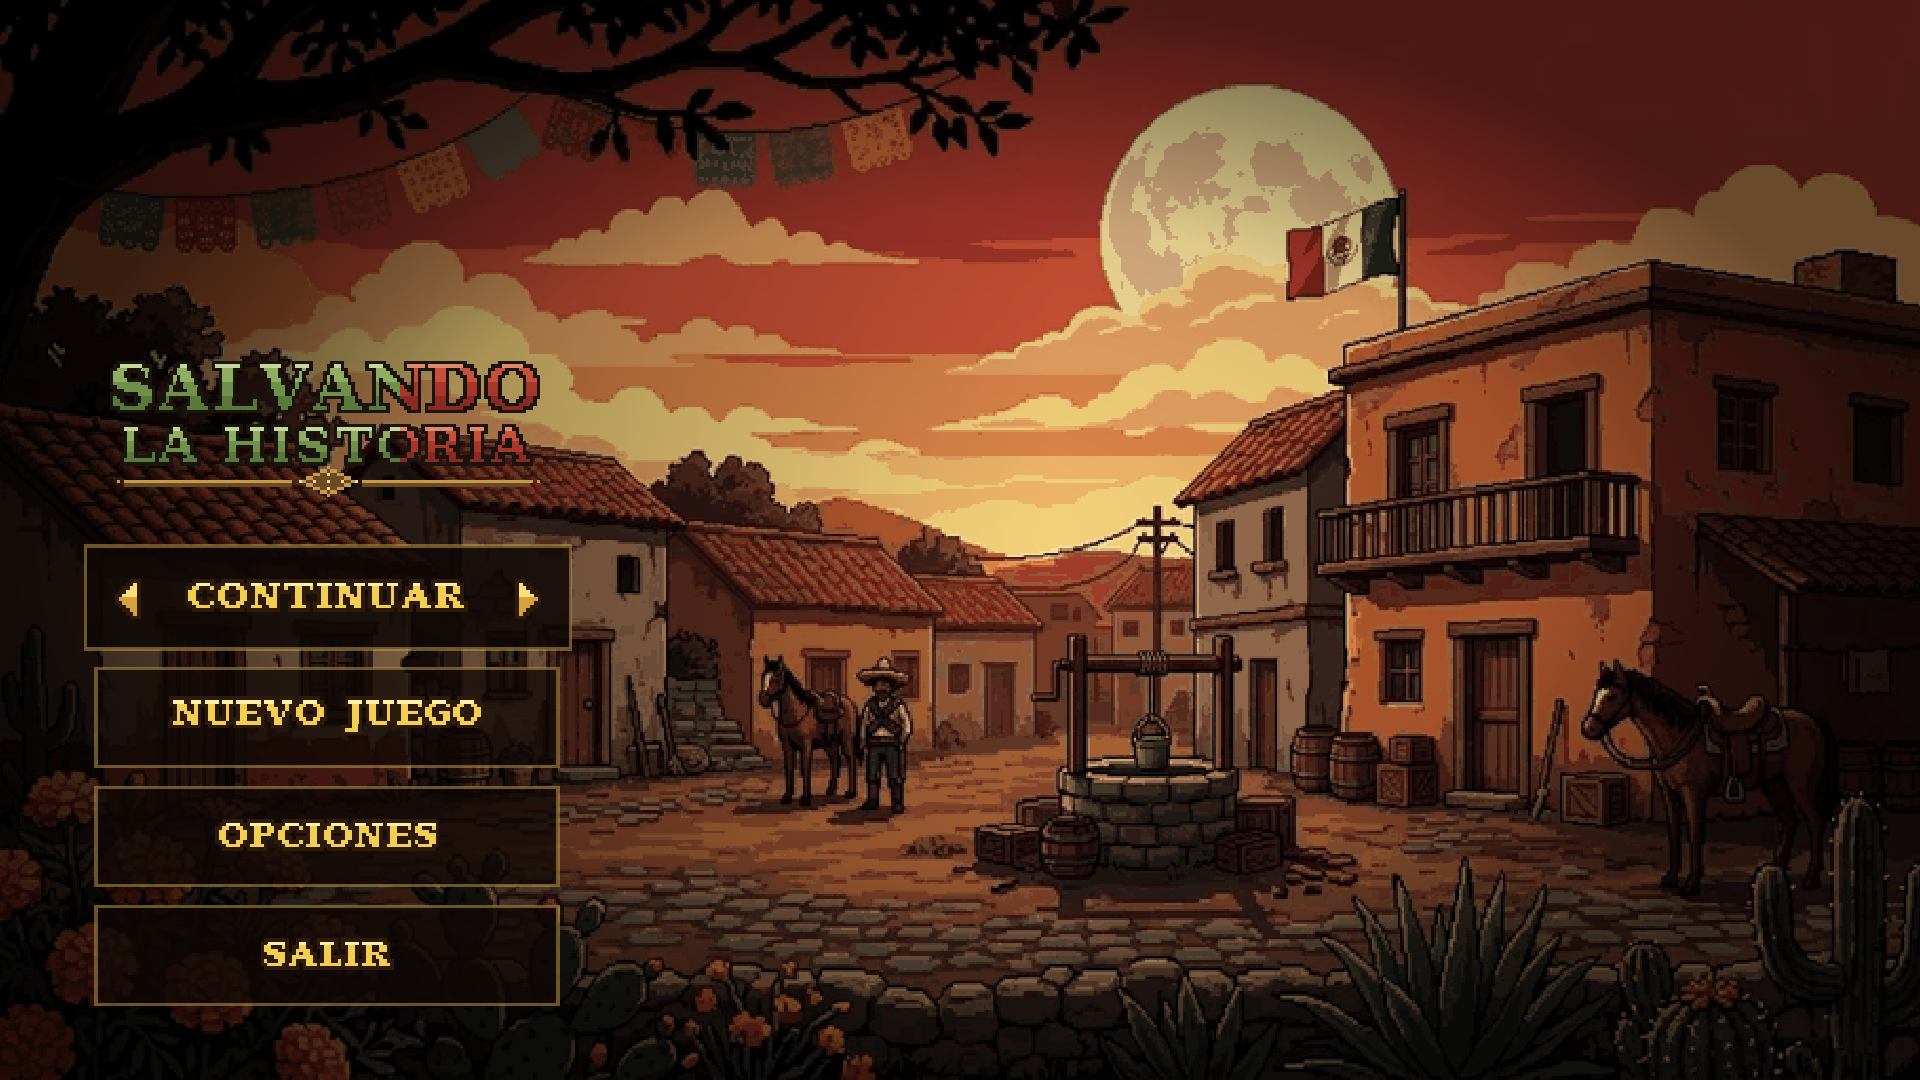 SALVANDO
LA HISTORIA
CONTINUAR
NUEVO JUEGO
OPCIONES
SALIR